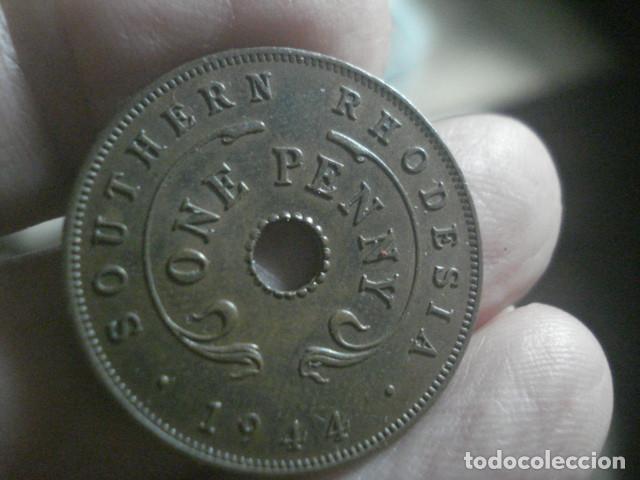 SOUTHERN RHODESIA
ONE PENNY
· 1944 ·
todocoleccion